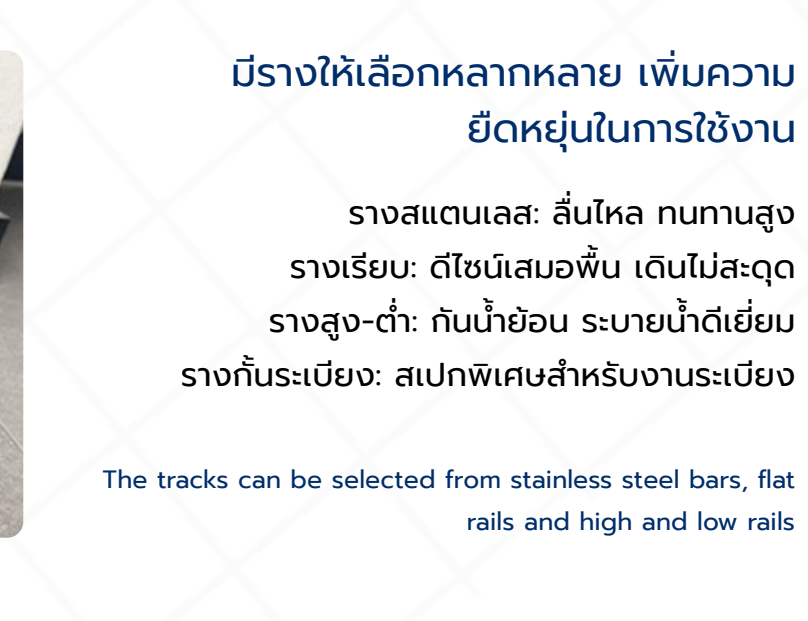 มีรางให้เลือกหลากหลาย เพิ่มความ
ยืดหยุ่นในการใช้งาน
รางสแตนเลส: ลื่นไหล ทนทานสูง
รางเรียบ: ดีไซน์เสมอพื้น เดินไม่สะดุด
รางสูง-ต่ำ: กันน้ำย้อน ระบายน้ำดีเยี่ยม
รางกั้นระเบียง: สเปกพิเศษสำหรับงานระเบียง
The tracks can be selected from stainless steel bars, flat
rails and high and low rails